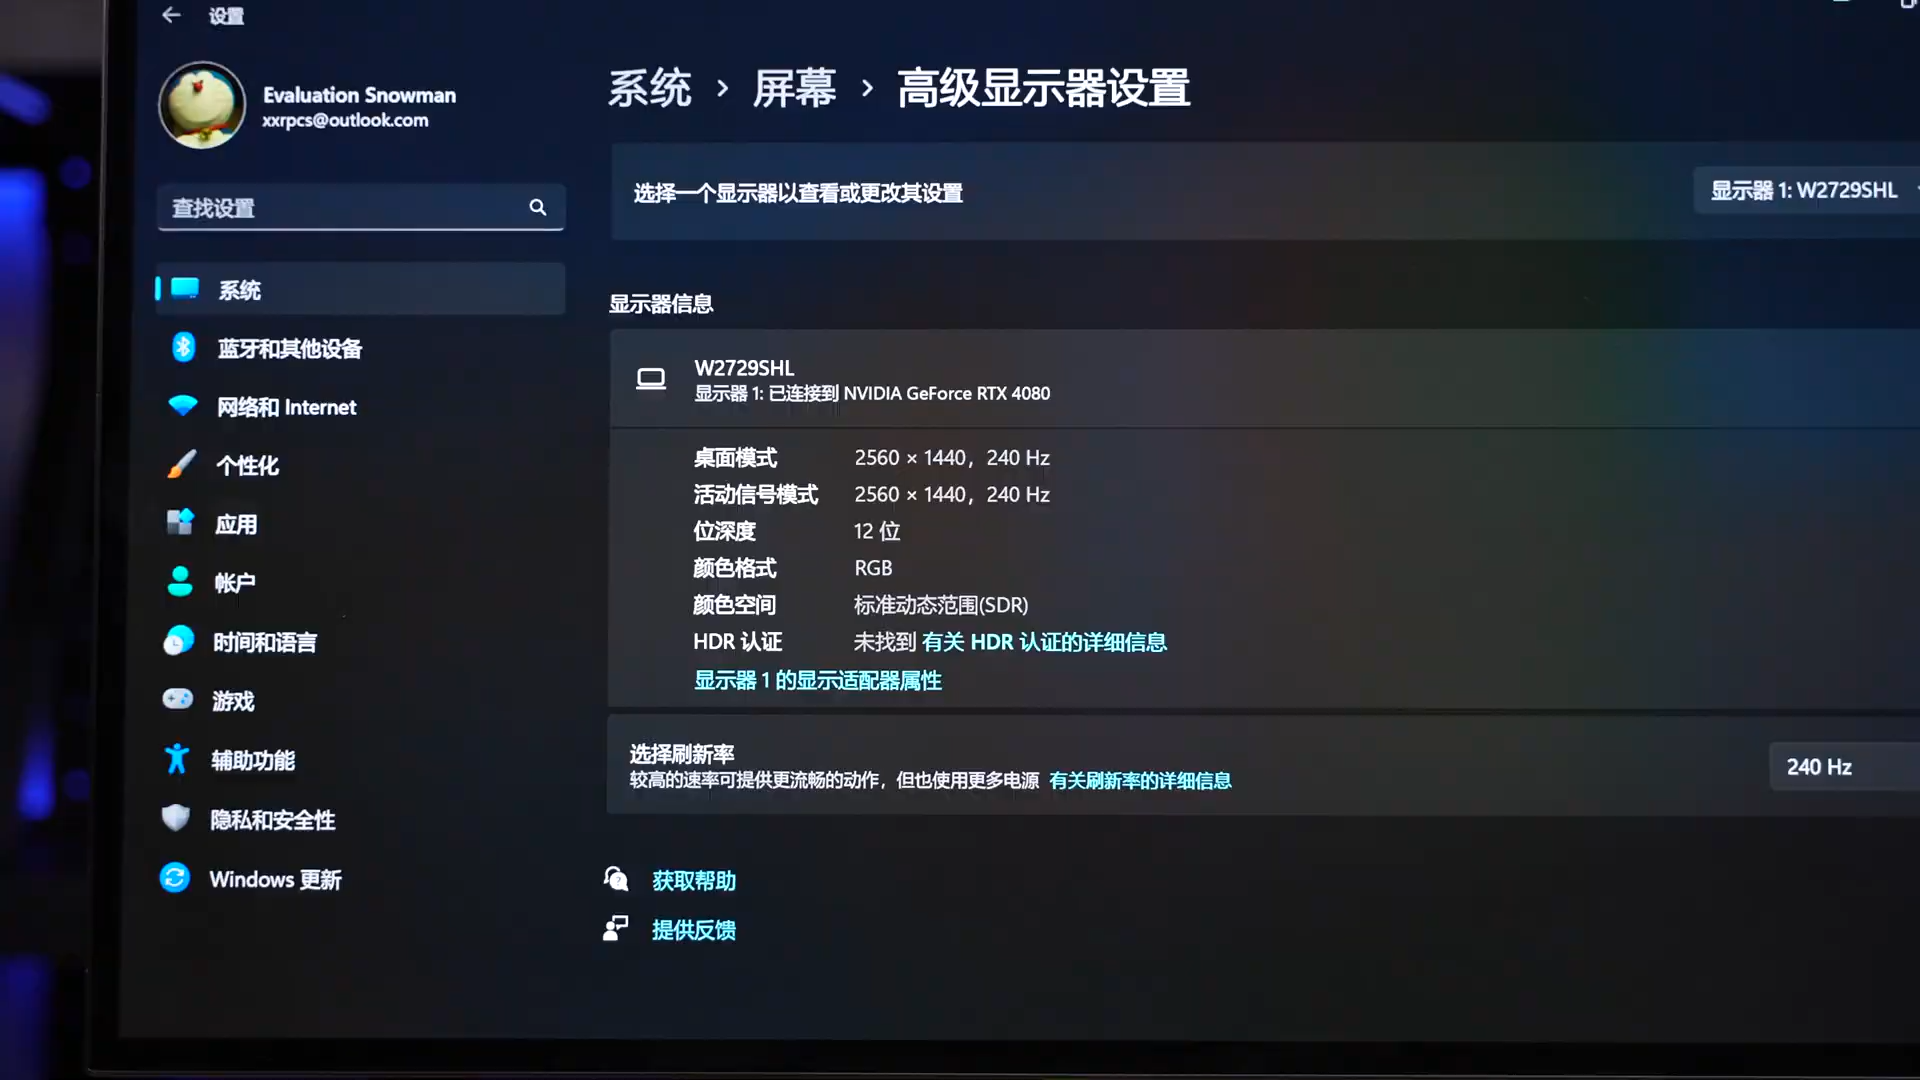 设置
Evaluation Snowman
xxrpcs@outlook.com
查找设置
系统
蓝牙和其他设备
网络和 Internet
个性化
应用
帐户
时间和语言
游戏
辅助功能
隐私和安全性
Windows 更新
系统 › 屏幕 › 高级显示器设置
选择一个显示器以查看或更改其设置
显示器 1: W2729SHL
显示器信息
W2729SHL
显示器 1: 已连接到 NVIDIA GeForce RTX 4080
桌面模式 2560 × 1440，240 Hz
活动信号模式 2560 × 1440，240 Hz
位深度 12 位
颜色格式 RGB
颜色空间 标准动态范围(SDR)
HDR 认证 未找到 有关 HDR 认证的详细信息
显示器 1 的显示适配器属性
选择刷新率
较高的速率可提供更流畅的动作，但也使用更多电源 有关刷新率的详细信息
240 Hz
获取帮助
提供反馈